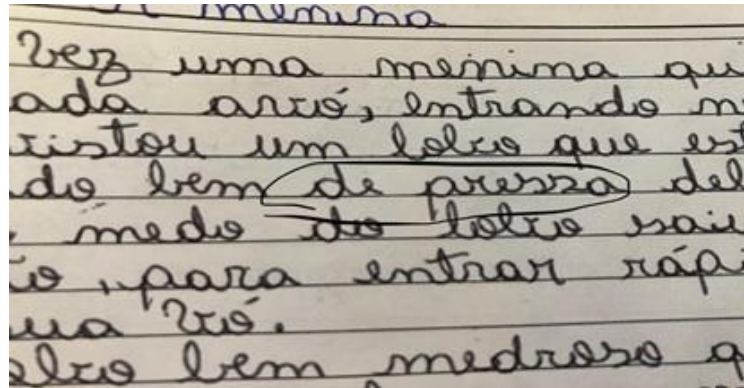 A menina
Vez uma menina qui
ada avó, entrando n
vistou um lobo que est
do bem de pressa del
medo do lobo sai
o, para entrar rápi
ua vó.
lobo bem medroso q